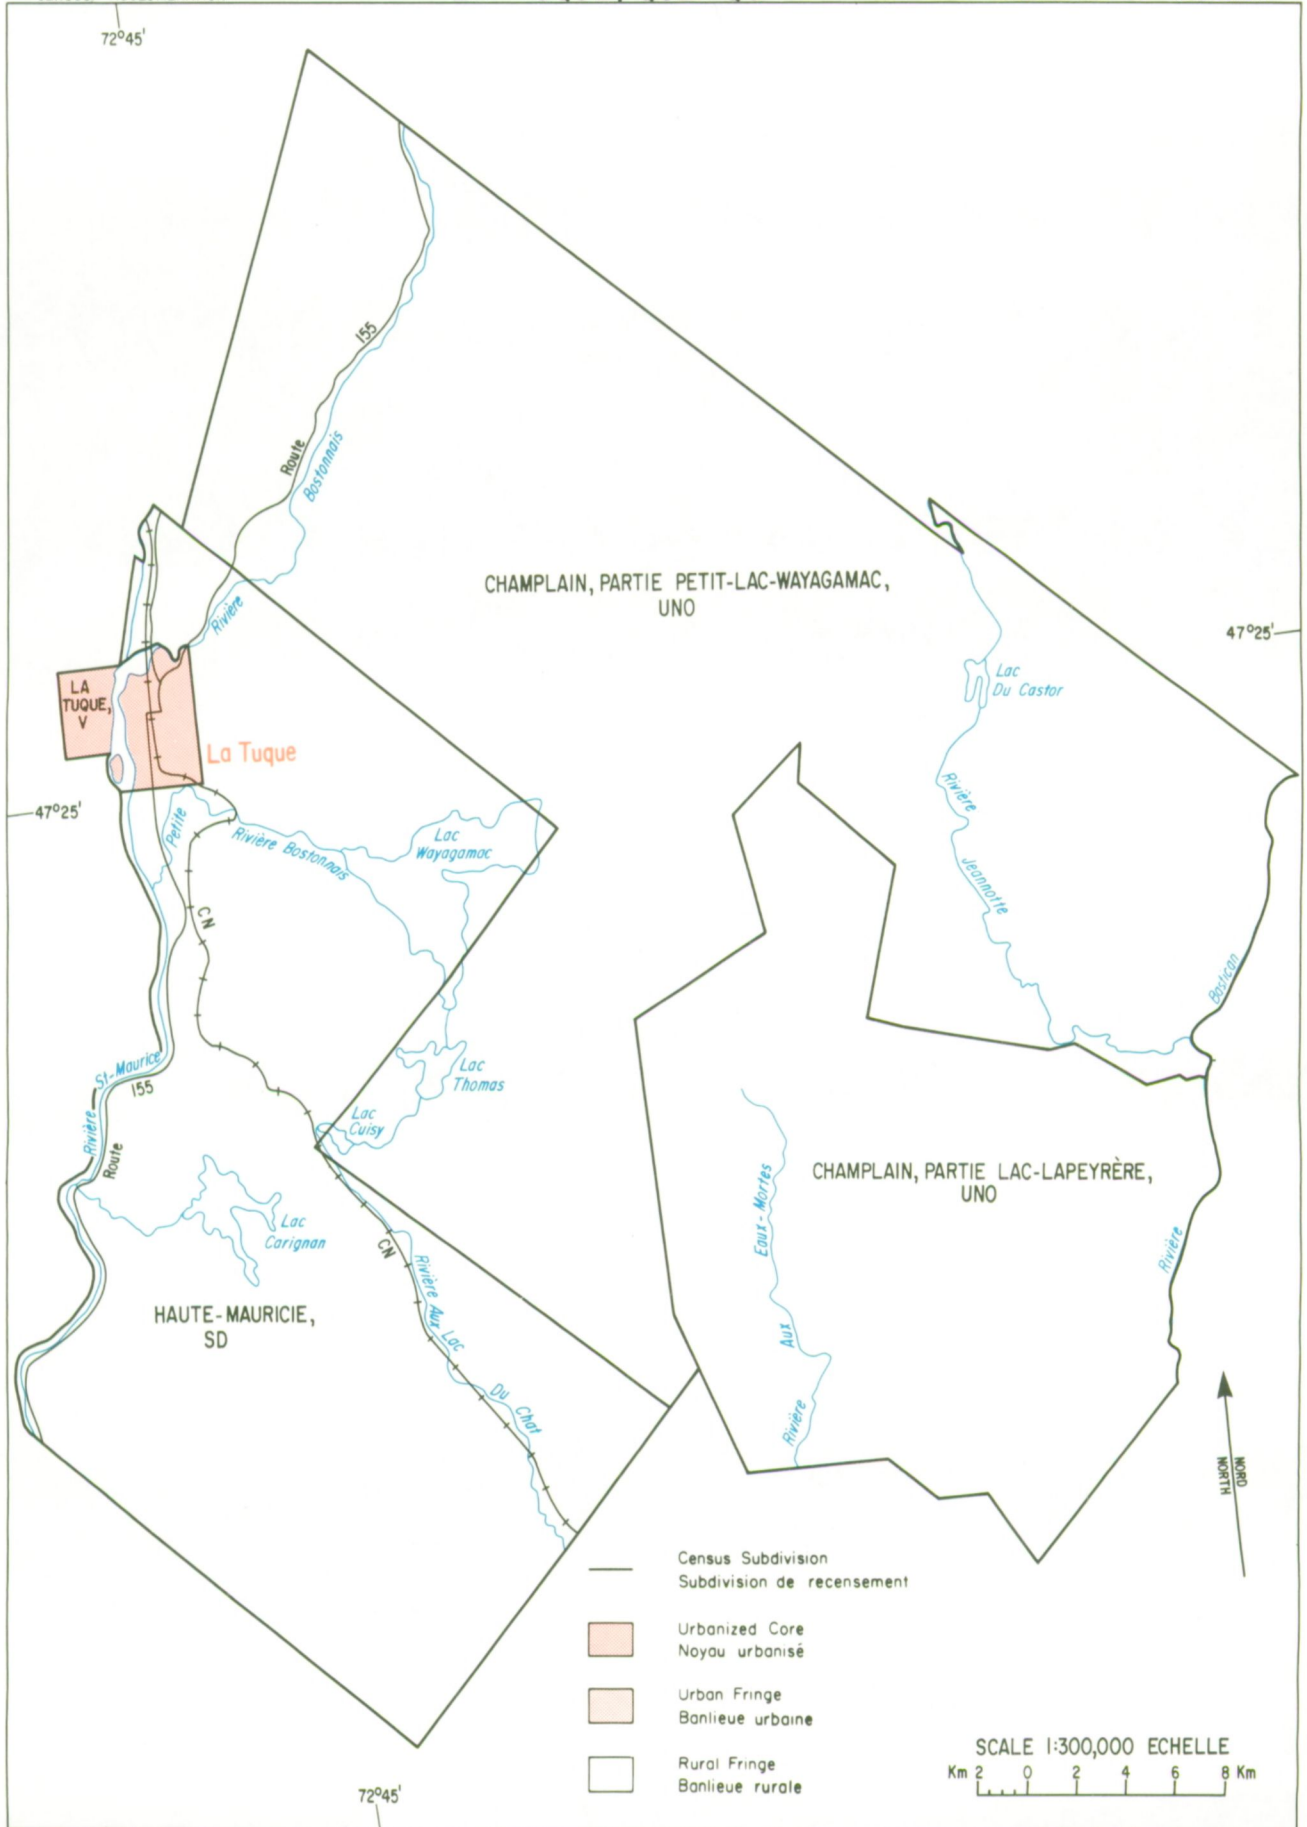 72°45'
155
Route
Bostonnais
Rivière
CHAMPLAIN, PARTIE PETIT-LAC-WAYAGAMAC,
UNO
47°25'
Lac
Du Castor
LA
TUQUE,
V
La Tuque
47°25'
Petite
Rivière Bostonnais
Lac
Wayagamac
Rivière
Jeannotte
CN
Batiscan
St-Maurice
155
Rivière
Route
Lac
Thomas
Lac
Cuisy
CHAMPLAIN, PARTIE LAC-LAPEYRÈRE,
UNO
Eaux-Mortes
Aux
Rivière
Rivière
Lac
Carignan
CN
Rivière Aux
Lac
Du Chat
HAUTE-MAURICIE,
SD
NORD
NORTH
Census Subdivision
Subdivision de recensement
Urbanized Core
Noyau urbanisé
Urban Fringe
Banlieue urbaine
Rural Fringe
Banlieue rurale
SCALE 1:300,000 ECHELLE
Km 2 0 2 4 6 8 Km
72°45'